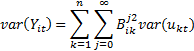 var(Y_{it}) = \sum_{k=1}^{n} \sum_{j=0}^{\infty} B_{ik}^{j2} var(u_{kt})